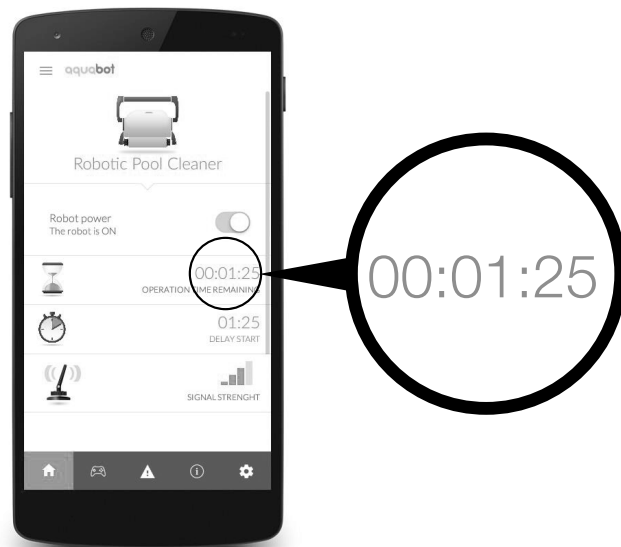 aquabot
Robotic Pool Cleaner
Robot power
The robot is ON
00:01:25
OPERATION TIME REMAINING
01:25
DELAY START
SIGNAL STRENGHT
00:01:25